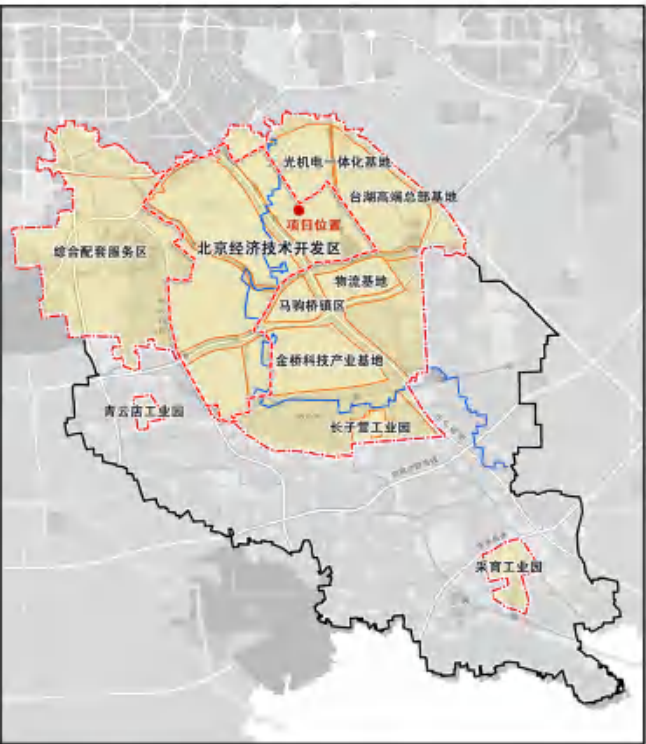 光机电一体化基地
台湖高端总部基地
项目位置
北京经济技术开发区
综合配套服务区
物流基地
马驹桥镇区
金桥科技产业基地
青云店工业园
长子营工业园
采育工业园